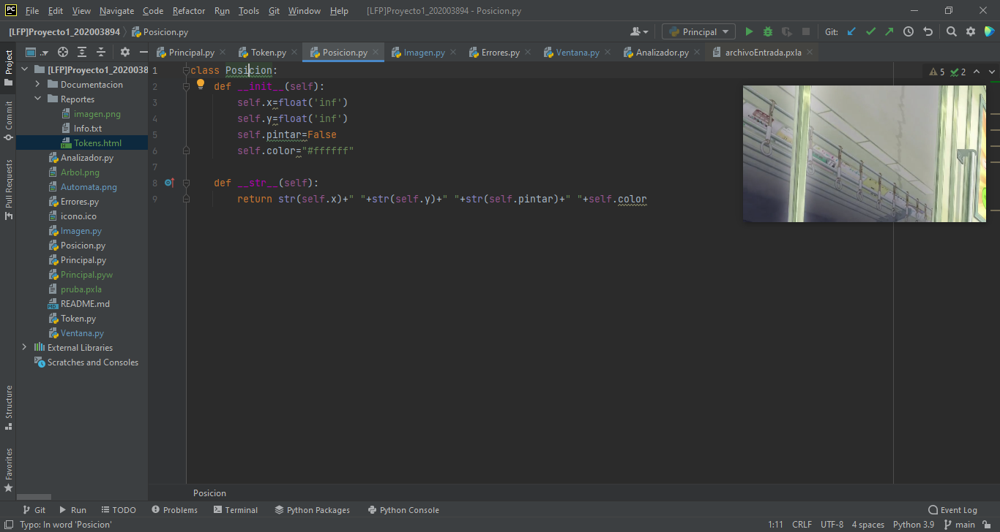 PC File Edit View Navigate Code Refactor Run Tools Git Window Help [LFP]Proyecto1_202003894 - Posicion.py
[LFP]Proyecto1_202003894 Posicion.py Principal Git:
Principal.py Token.py Posicion.py Imagen.py Errores.py Ventana.py Analizador.py archivoEntrada.pxla
Project
Commit
Pull Requests
Structure
Favorites
[LFP]Proyecto1_2020038
Documentacion
Reportes
imagen.png
Info.txt
Tokens.html
Analizador.py
Arbol.png
Automata.png
Errores.py
icono.ico
Imagen.py
Posicion.py
Principal.py
Principal.pyw
pruba.pxla
README.md
Token.py
Ventana.py
External Libraries
Scratches and Consoles
1 class Posicion:
2 def __init__(self):
3 self.x=float('inf')
4 self.y=float('inf')
5 self.pintar=False
6 self.color="#ffffff"
7
8 def __str__(self):
9 return str(self.x)+" "+str(self.y)+" "+str(self.pintar)+" "+self.color
5 2
Posicion
Git Run TODO Problems Terminal Python Packages Python Console Event Log
Typo: In word 'Posicion' 1:11 CRLF UTF-8 4 spaces Python 3.9 main